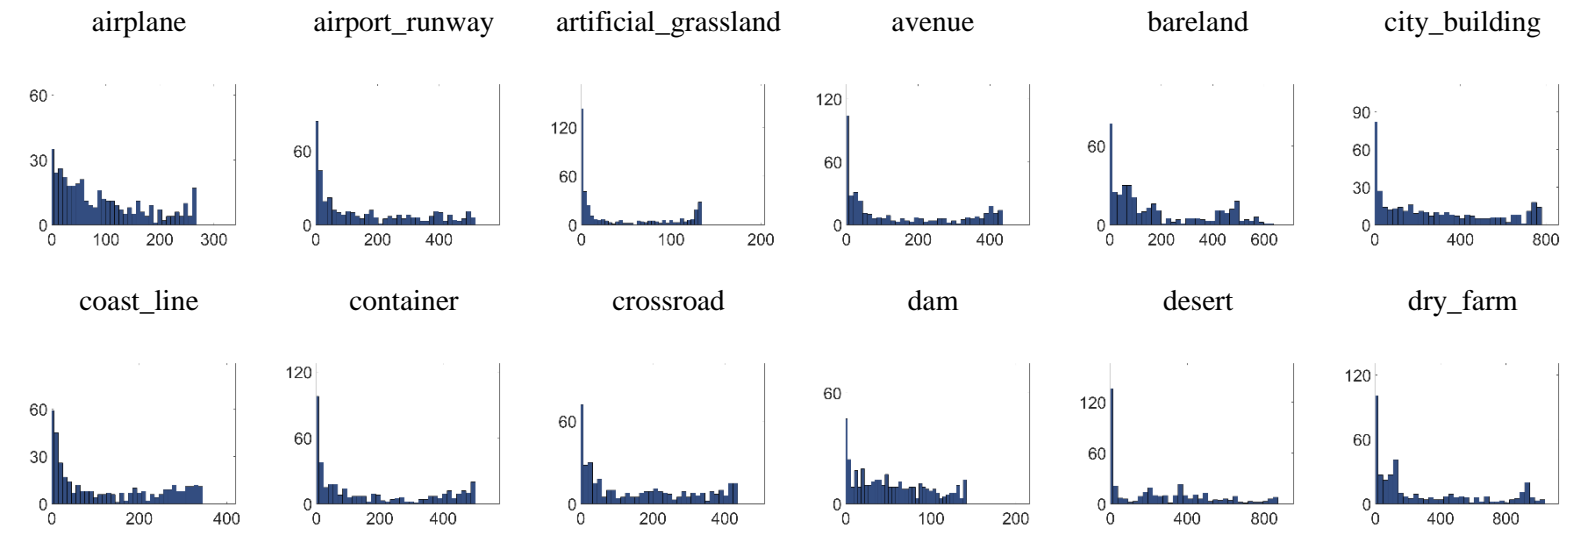 airplane airport_runway artificial_grassland avenue bareland city_building
60 30 0 0 100 200 300
60 0 0 200 400
120 60 0 0 100 200
120 60 0 0 200 400
60 0 0 200 400 600
90 60 30 0 0 400 800
coast_line container crossroad dam desert dry_farm
60 30 0 0 200 400
120 60 0 0 200 400
60 0 0 200 400
60 0 0 100 200
120 60 0 0 400 800
120 60 0 0 400 800